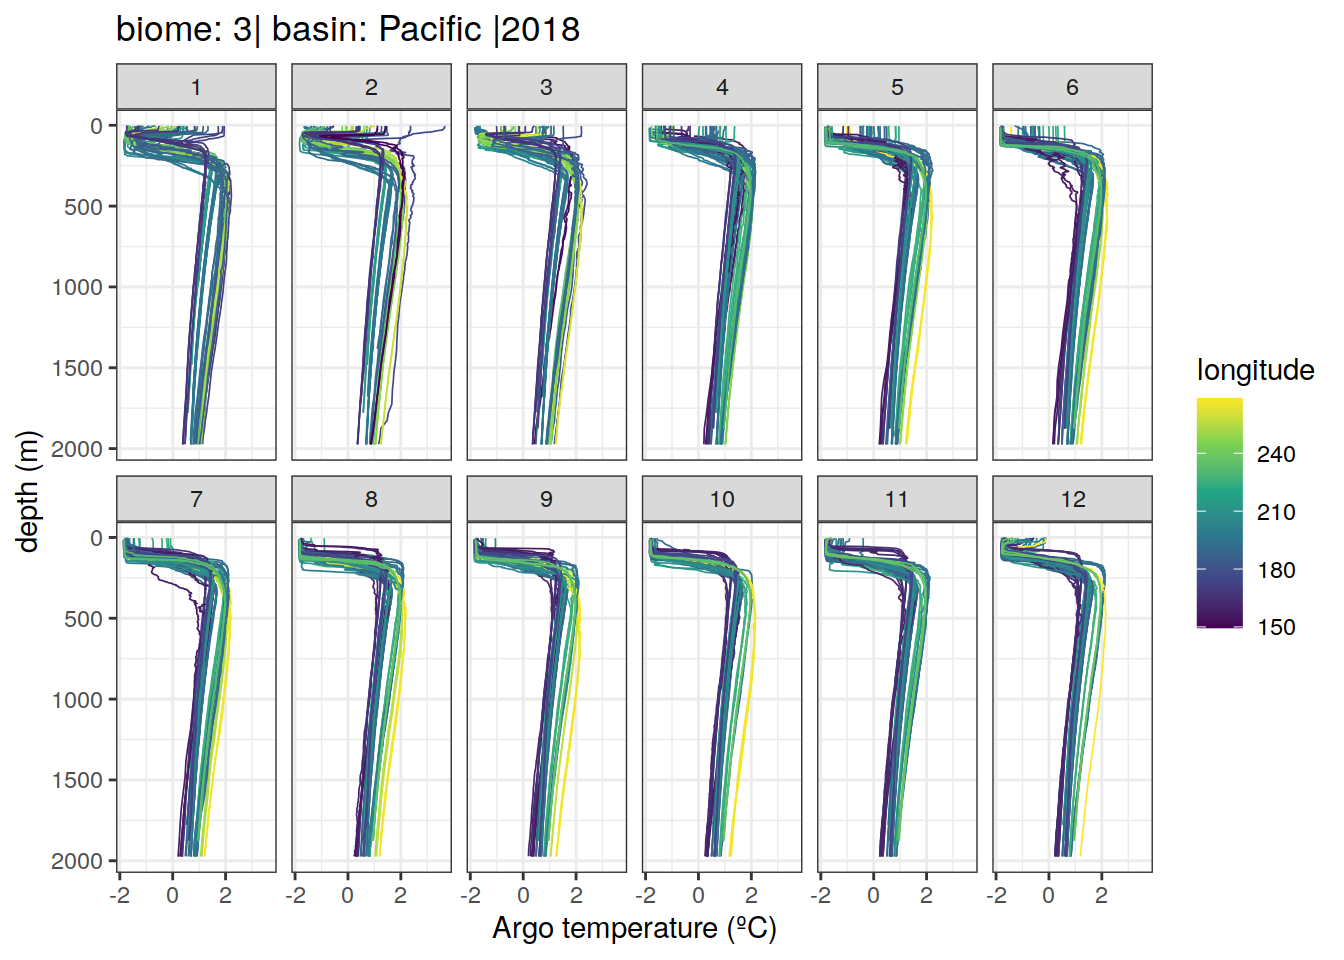 biome: 3| basin: Pacific |2018
1 2 3 4 5 6
0
500
1000
1500
2000
7 8 9 10 11 12
0
500
1000
1500
2000
-2 0 2 -2 0 2 -2 0 2 -2 0 2 -2 0 2 -2 0 2
Argo temperature (ºC)
depth (m)
longitude
240
210
180
150